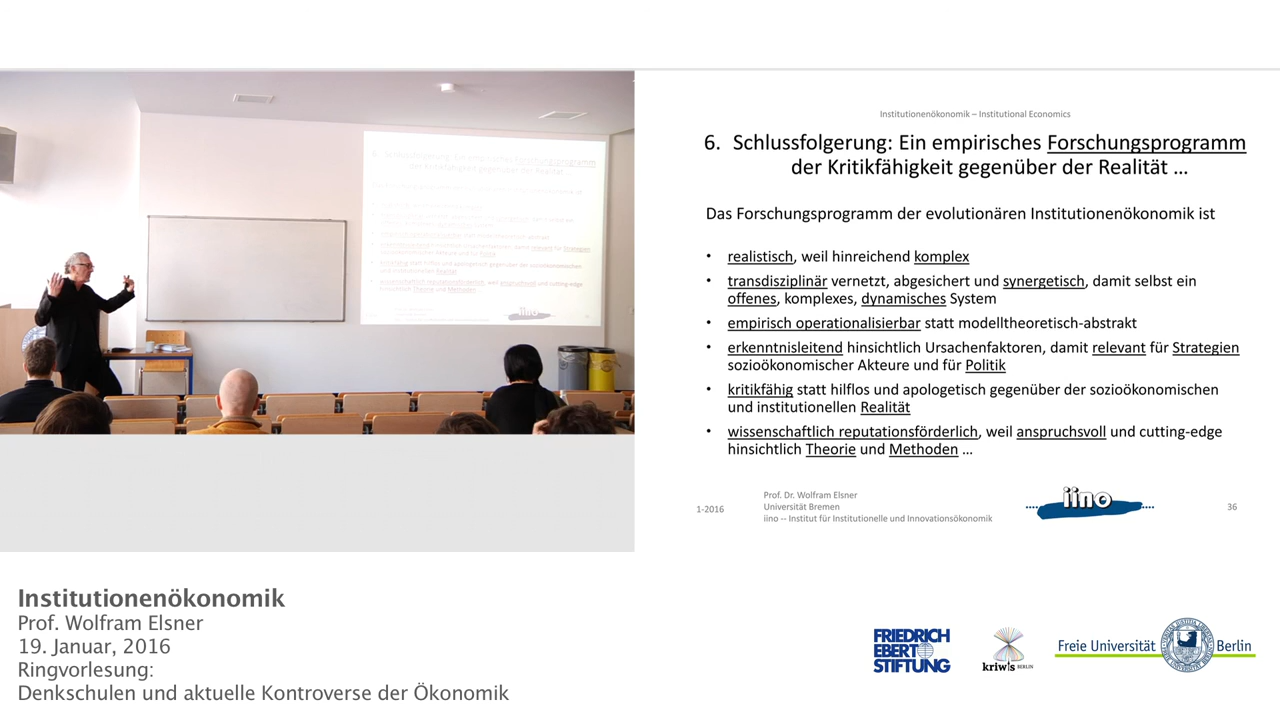 Institutionenökonomik – Institutional Economics
6. Schlussfolgerung: Ein empirisches Forschungsprogramm
der Kritikfähigkeit gegenüber der Realität ...
Das Forschungsprogramm der evolutionären Institutionenökonomik ist
• realistisch, weil hinreichend komplex
• transdisziplinär vernetzt, abgesichert und synergetisch, damit selbst ein
offenes, komplexes, dynamisches System
• empirisch operationalisierbar statt modelltheoretisch-abstrakt
• erkenntnisleitend hinsichtlich Ursachenfaktoren, damit relevant für Strategien
sozioökonomischer Akteure und für Politik
• kritikfähig statt hilflos und apologetisch gegenüber der sozioökonomischen
und institutionellen Realität
• wissenschaftlich reputationsförderlich, weil anspruchsvoll und cutting-edge
hinsichtlich Theorie und Methoden ...
1-2016
Prof. Dr. Wolfram Elsner
Universität Bremen
iino -- Institut für Institutionelle und Innovationsökonomik
iino
36
Institutionenökonomik
Prof. Wolfram Elsner
19. Januar, 2016
Ringvorlesung:
Denkschulen und aktuelle Kontroverse der Ökonomik
FRIEDRICH
EBERT
STIFTUNG
kriwis BERLIN
Freie Universität Berlin